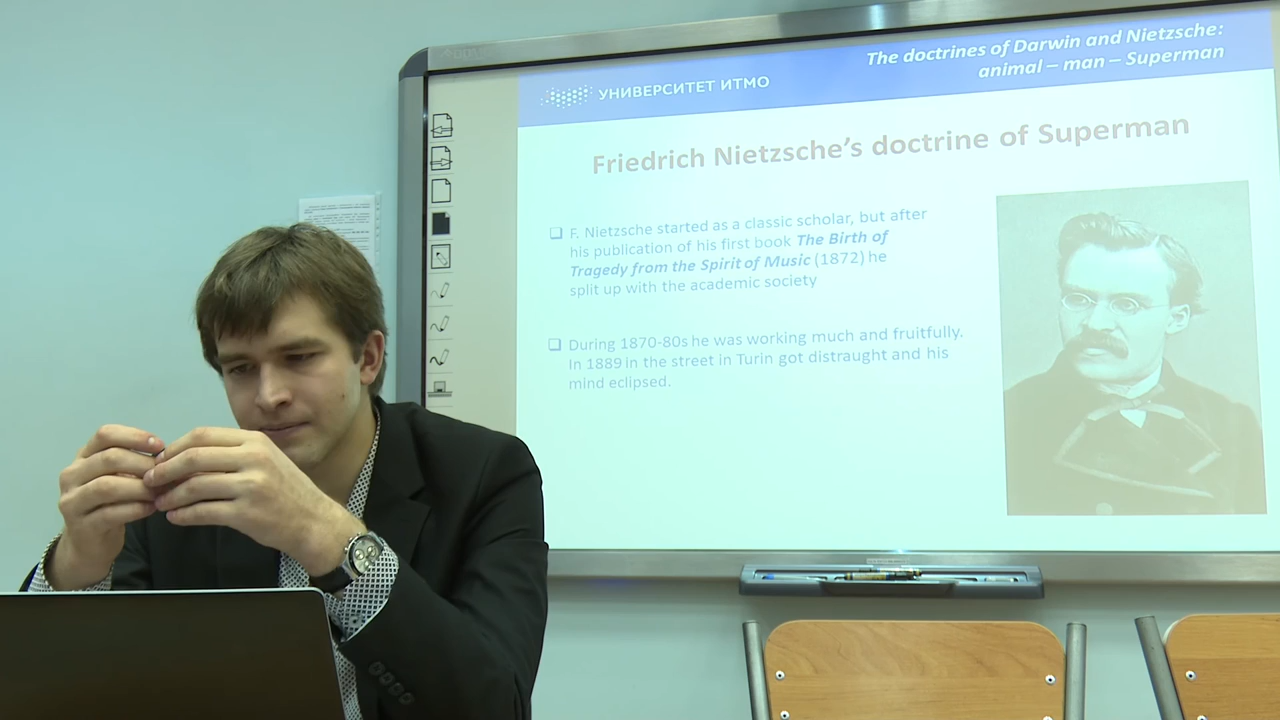 The doctrines of Darwin and Nietzsche:
animal – man – Superman
УНИВЕРСИТЕТ ИТМО
Friedrich Nietzsche's doctrine of Superman
F. Nietzsche started as a classic scholar, but after
his publication of his first book The Birth of
Tragedy from the Spirit of Music (1872) he
split up with the academic society
During 1870-80s he was working much and fruitfully.
In 1889 in the street in Turin got distraught and his
mind eclipsed.